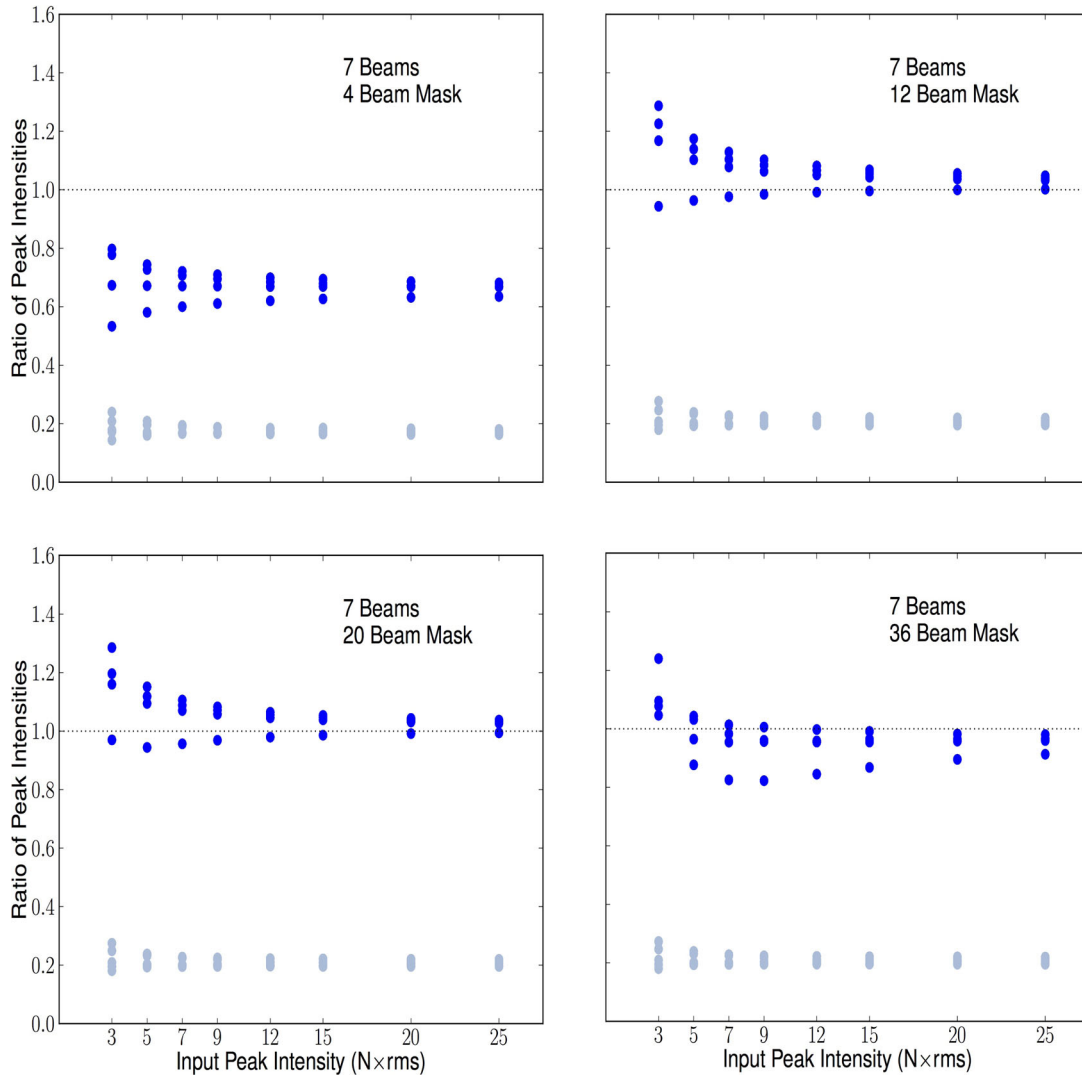 1.6
1.4
1.2
1.0
0.8
0.6
0.4
0.2
0.0
Ratio of Peak Intensities
7 Beams
4 Beam Mask
7 Beams
12 Beam Mask
1.6
1.4
1.2
1.0
0.8
0.6
0.4
0.2
0.0
Ratio of Peak Intensities
7 Beams
20 Beam Mask
3 5 7 9 12 15 20 25
Input Peak Intensity (N×rms)
7 Beams
36 Beam Mask
3 5 7 9 12 15 20 25
Input Peak Intensity (N×rms)